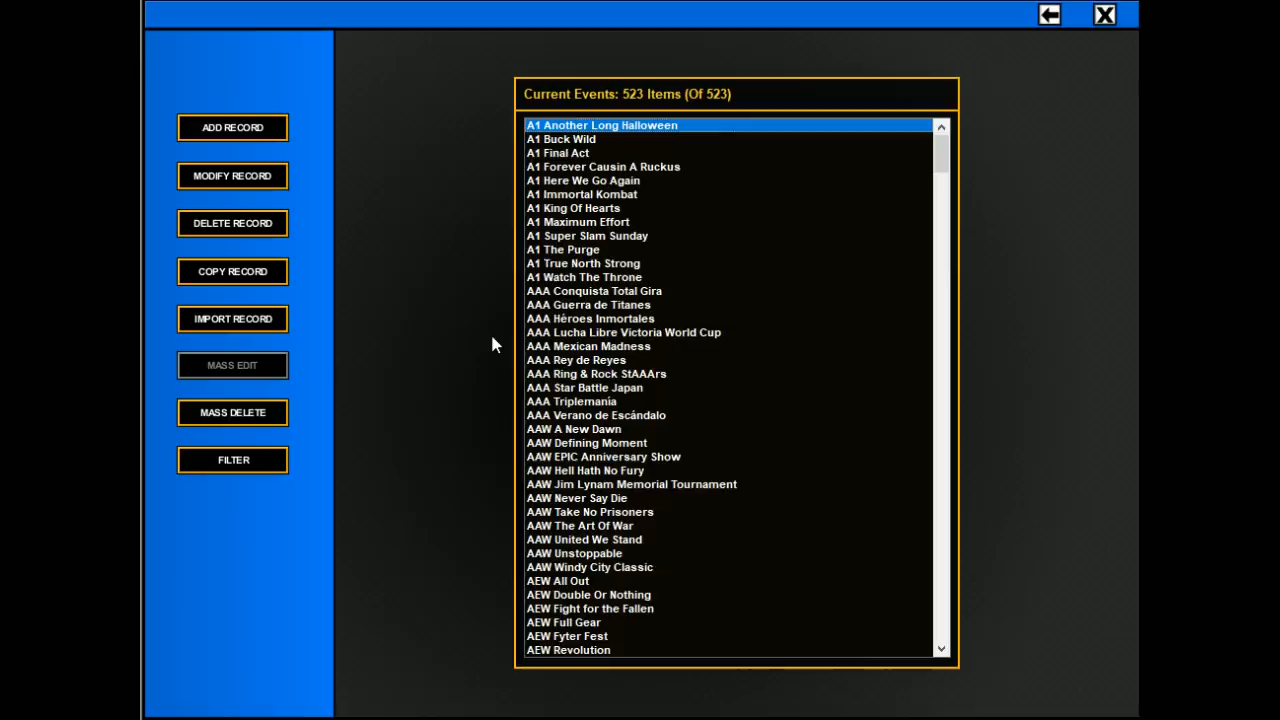 ADD RECORD
MODIFY RECORD
DELETE RECORD
COPY RECORD
IMPORT RECORD
MASS EDIT
MASS DELETE
FILTER
Current Events: 523 Items (Of 523)
A1 Another Long Halloween
A1 Buck Wild
A1 Final Act
A1 Forever Causin A Ruckus
A1 Here We Go Again
A1 Immortal Kombat
A1 King Of Hearts
A1 Maximum Effort
A1 Super Slam Sunday
A1 The Purge
A1 True North Strong
A1 Watch The Throne
AAA Conquista Total Gira
AAA Guerra de Titanes
AAA Héroes Inmortales
AAA Lucha Libre Victoria World Cup
AAA Mexican Madness
AAA Rey de Reyes
AAA Ring & Rock StAAArs
AAA Star Battle Japan
AAA Triplemanía
AAA Verano de Escándalo
AAW A New Dawn
AAW Defining Moment
AAW EPIC Anniversary Show
AAW Hell Hath No Fury
AAW Jim Lynam Memorial Tournament
AAW Never Say Die
AAW Take No Prisoners
AAW The Art Of War
AAW United We Stand
AAW Unstoppable
AAW Windy City Classic
AEW All Out
AEW Double Or Nothing
AEW Fight for the Fallen
AEW Full Gear
AEW Fyter Fest
AEW Revolution